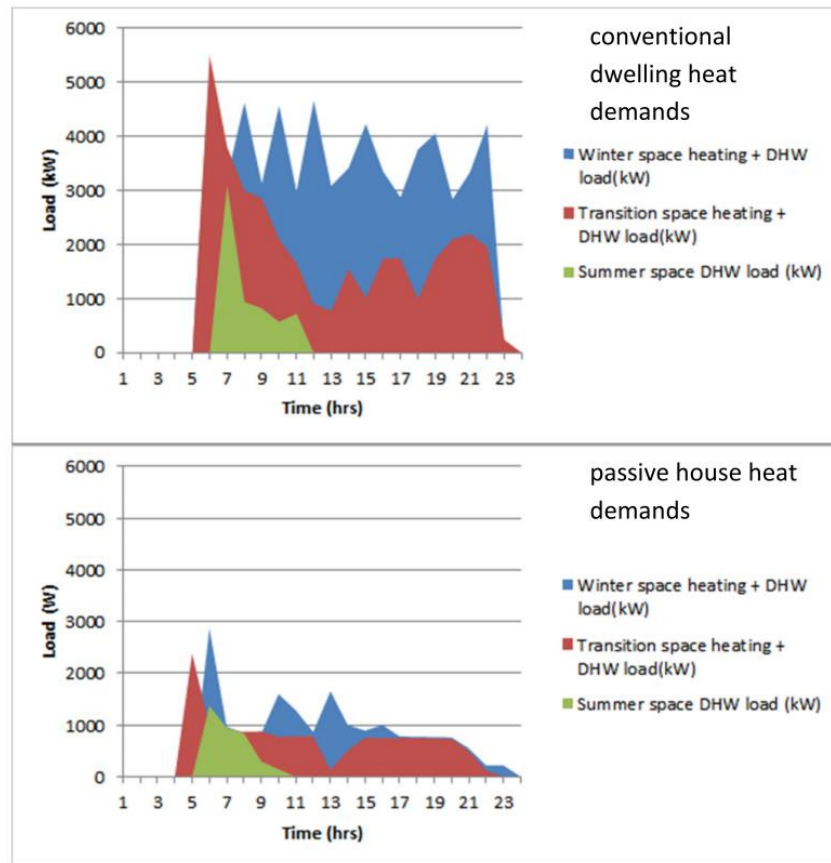 conventional
dwelling heat
demands
6000
5000
4000
3000
2000
1000
0
Load (kW)
1 3 5 7 9 11 13 15 17 19 21 23
Time (hrs)
Winter space heating + DHW
load(kW)
Transition space heating +
DHW load(kW)
Summer space DHW load (kW)
passive house heat
demands
6000
5000
4000
3000
2000
1000
0
Load (W)
1 3 5 7 9 11 13 15 17 19 21 23
Time (hrs)
Winter space heating + DHW
load(kW)
Transition space heating +
DHW load(kW)
Summer space DHW load (kW)